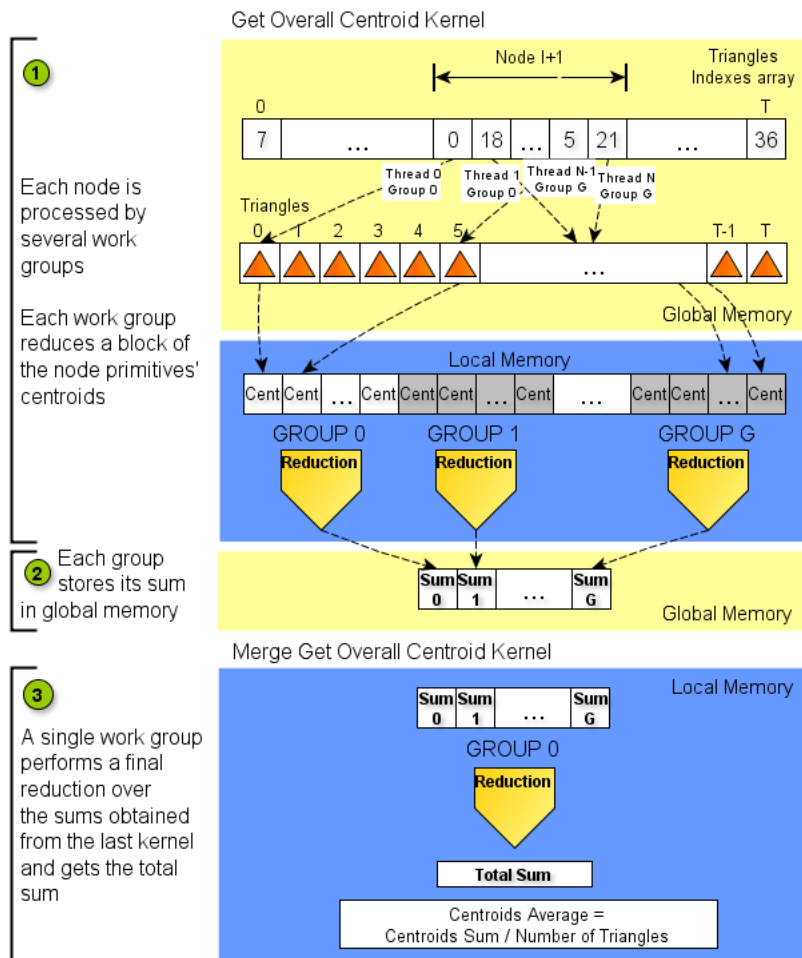 Get Overall Centroid Kernel
1
Each node is
processed by
several work
groups
Each work group
reduces a block of
the node primitives'
centroids
Node I+1
Triangles
Indexes array
0 T
7 ... 0 18 ... 5 21 ... 36
Thread 0
Group 0
Thread 1
Group 0
Thread N-1
Group G
Thread N
Group G
Triangles
0 1 2 3 4 5 T-1 T
...
Global Memory
Local Memory
Cent Cent ... Cent Cent Cent ... Cent ... Cent Cent ... Cent
GROUP 0 GROUP 1 GROUP G
Reduction Reduction Reduction
2
Each group
stores its sum
in global memory
Sum
0
Sum
1
...
Sum
G
Global Memory
Merge Get Overall Centroid Kernel
3
A single work group
performs a final
reduction over
the sums obtained
from the last kernel
and gets the total
sum
Local Memory
Sum
0
Sum
1
...
Sum
G
GROUP 0
Reduction
Total Sum
Centroids Average =
Centroids Sum / Number of Triangles